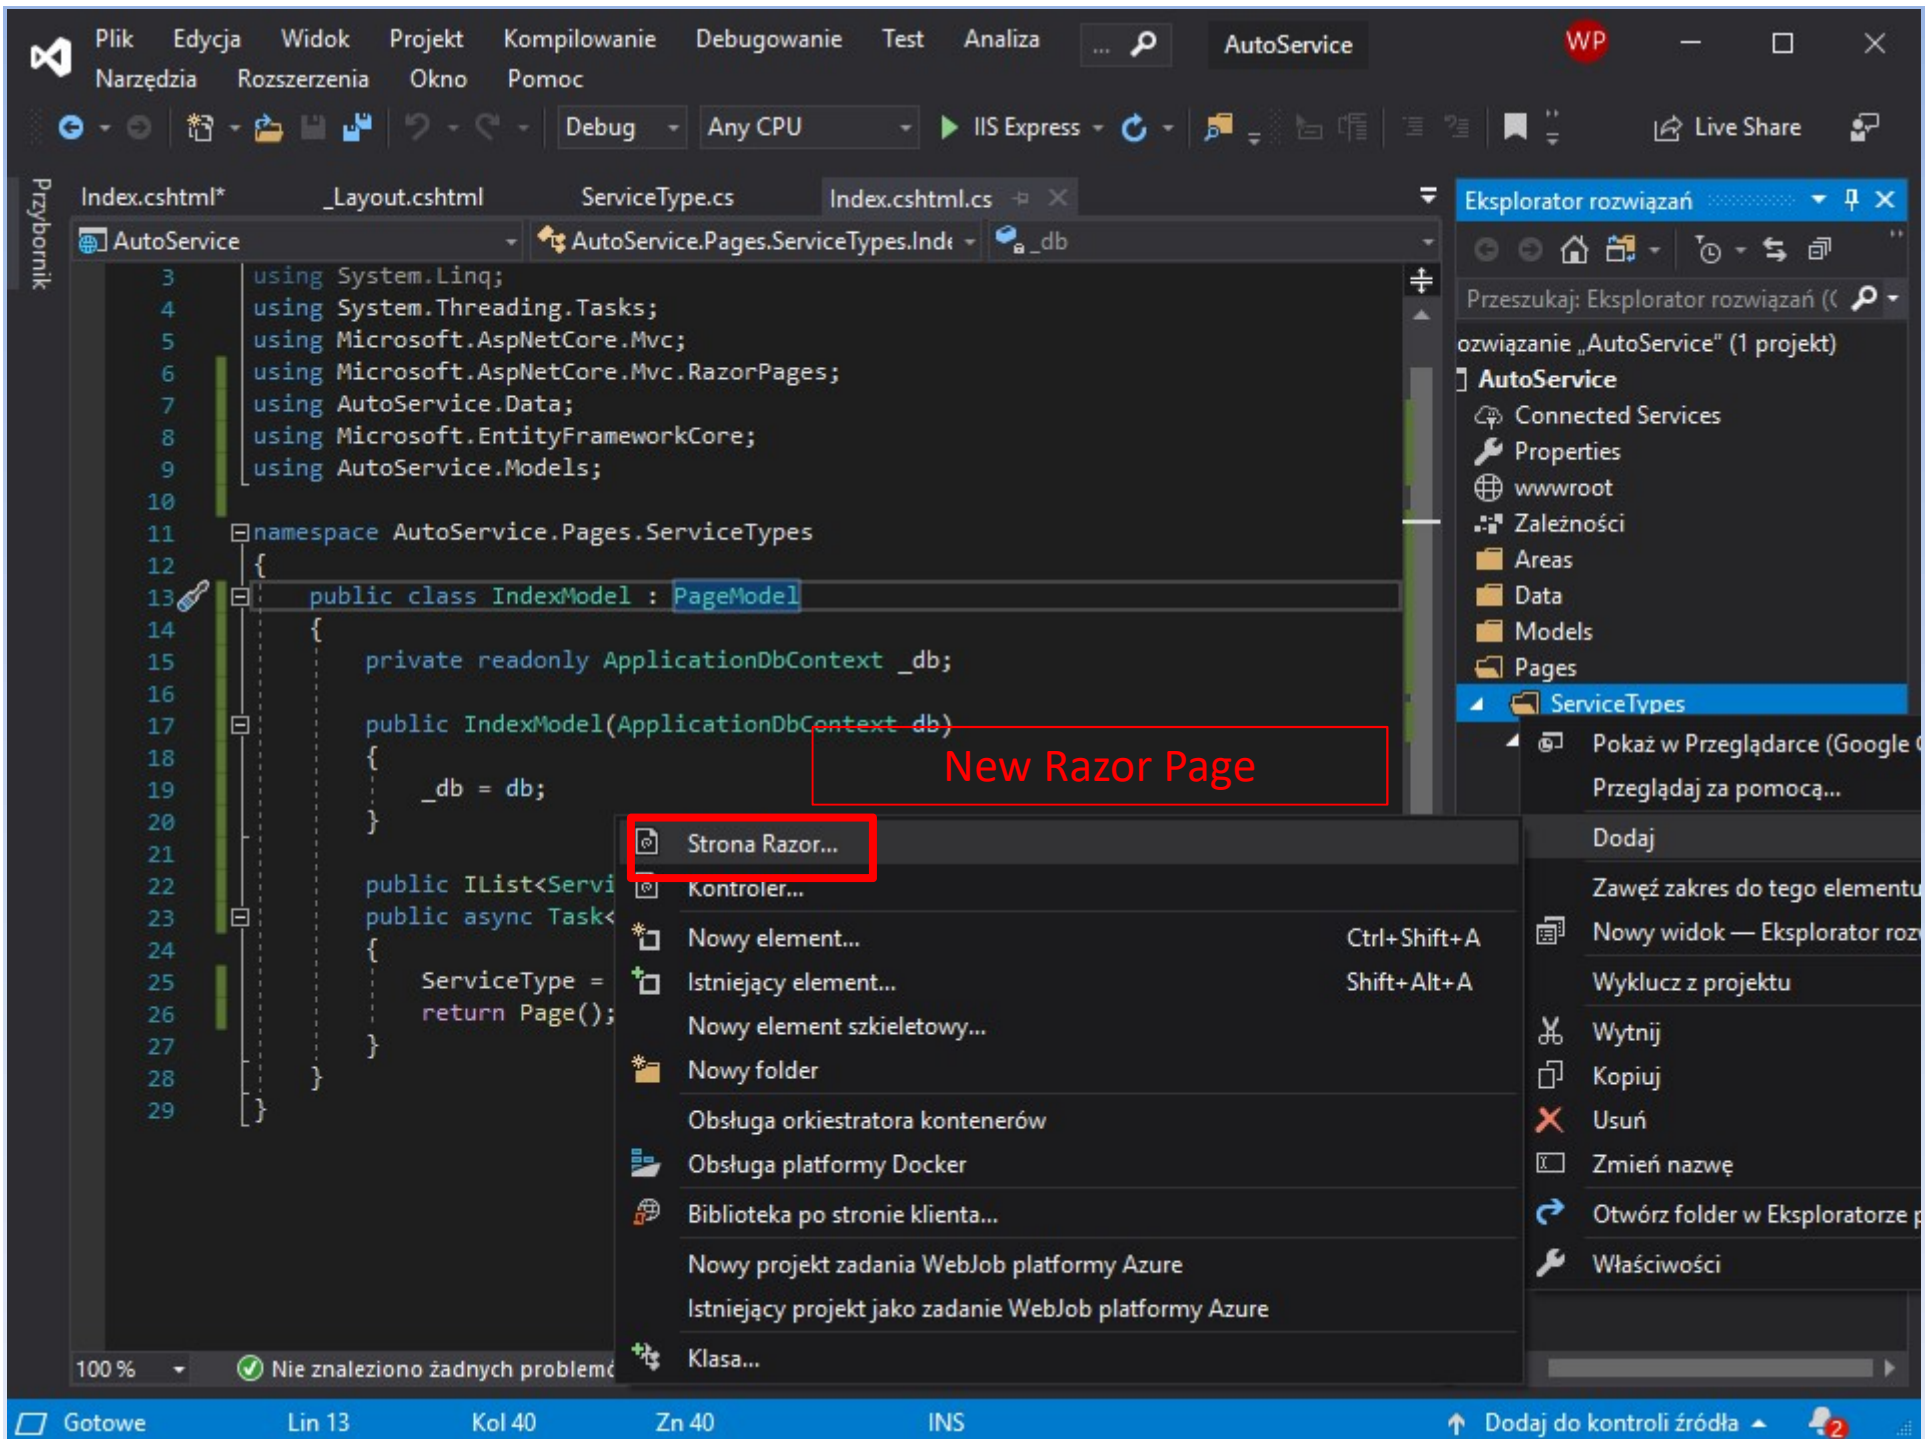 Plik Edycja Widok Projekt Kompilowanie Debugowanie Test Analiza ... AutoService WP
Narzędzia Rozszerzenia Okno Pomoc
Debug Any CPU IIS Express Live Share
Przybornik
Index.cshtml* _Layout.cshtml ServiceType.cs Index.cshtml.cs
AutoService AutoService.Pages.ServiceTypes.Inde _db
3 using System.Linq;
4 using System.Threading.Tasks;
5 using Microsoft.AspNetCore.Mvc;
6 using Microsoft.AspNetCore.Mvc.RazorPages;
7 using AutoService.Data;
8 using Microsoft.EntityFrameworkCore;
9 using AutoService.Models;
10
11 namespace AutoService.Pages.ServiceTypes
12 {
13 public class IndexModel : PageModel
14 {
15 private readonly ApplicationDbContext _db;
16
17 public IndexModel(ApplicationDbContext db)
18 {
19 _db = db;
20 }
21
22 public IList<Servi
23 public async Task<
24 {
25 ServiceType =
26 return Page();
27 }
28 }
29 }
New Razor Page
Strona Razor...
Kontroler...
Nowy element... Ctrl+Shift+A
Istniejący element... Shift+Alt+A
Nowy element szkieletowy...
Nowy folder
Obsługa orkiestratora kontenerów
Obsługa platformy Docker
Biblioteka po stronie klienta...
Nowy projekt zadania WebJob platformy Azure
Istniejący projekt jako zadanie WebJob platformy Azure
Klasa...
Eksplorator rozwiązań
Przeszukaj: Eksplorator rozwiązań ((
ozwiązanie „AutoService" (1 projekt)
AutoService
Connected Services
Properties
wwwroot
Zależności
Areas
Data
Models
Pages
ServiceTypes
Pokaż w Przeglądarce (Google
Przeglądaj za pomocą...
Dodaj
Zawęź zakres do tego elementu
Nowy widok — Eksplorator roz
Wyklucz z projektu
Wytnij
Kopiuj
Usuń
Zmień nazwę
Otwórz folder w Eksploratorze p
Właściwości
100 % Nie znaleziono żadnych problemó
Gotowe Lin 13 Kol 40 Zn 40 INS Dodaj do kontroli źródła 2